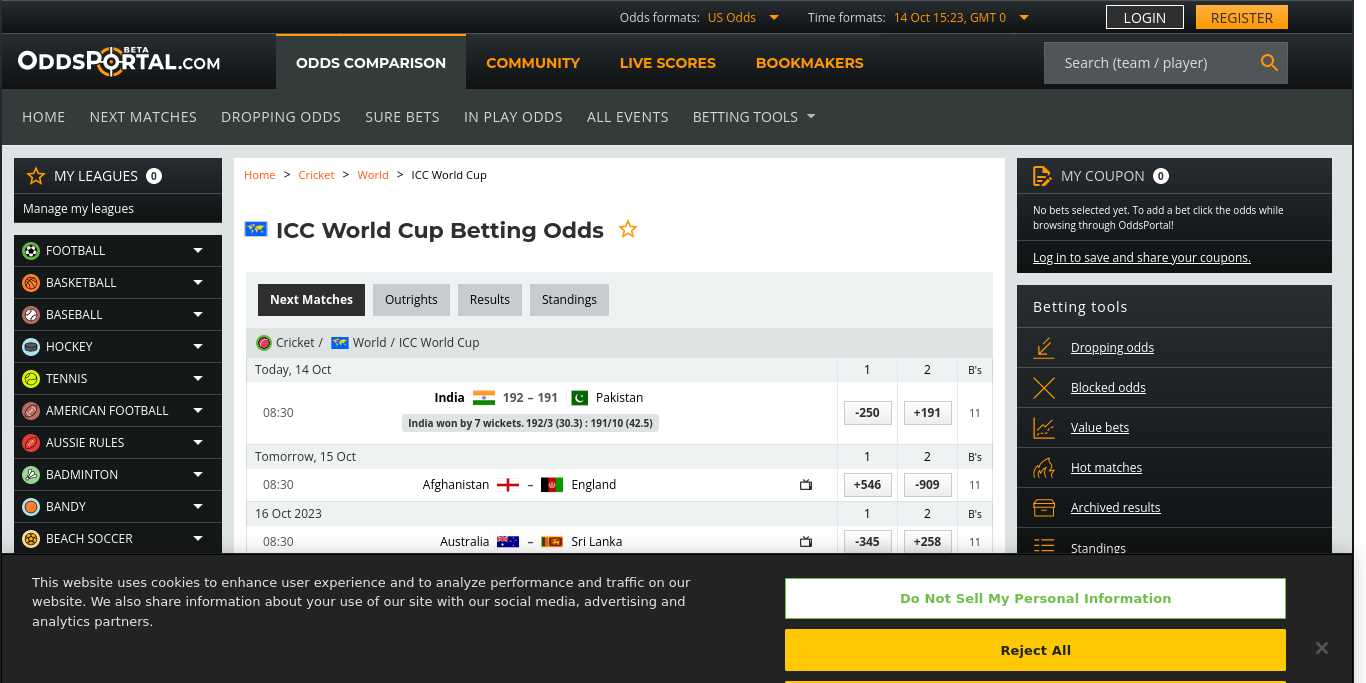 Odds formats: US Odds
Time formats: 14 Oct 15:23, GMT 0
LOGIN
REGISTER
ODDSPORTAL.COM
BETA
ODDS COMPARISON
COMMUNITY
LIVE SCORES
BOOKMAKERS
Search (team / player)
HOME
NEXT MATCHES
DROPPING ODDS
SURE BETS
IN PLAY ODDS
ALL EVENTS
BETTING TOOLS
MY LEAGUES 0
Manage my leagues
FOOTBALL
BASKETBALL
BASEBALL
HOCKEY
TENNIS
AMERICAN FOOTBALL
AUSSIE RULES
BADMINTON
BANDY
BEACH SOCCER
Home > Cricket > World > ICC World Cup
ICC World Cup Betting Odds
Next Matches
Outrights
Results
Standings
Cricket / World / ICC World Cup
Today, 14 Oct 1 2 B's
08:30 India 192 – 191 Pakistan -250 +191 11
India won by 7 wickets. 192/3 (30.3) : 191/10 (42.5)
Tomorrow, 15 Oct 1 2 B's
08:30 Afghanistan – England +546 -909 11
16 Oct 2023 1 2 B's
08:30 Australia – Sri Lanka -345 +258 11
MY COUPON 0
No bets selected yet. To add a bet click the odds while
browsing through OddsPortal!
Log in to save and share your coupons.
Betting tools
Dropping odds
Blocked odds
Value bets
Hot matches
Archived results
Standings
This website uses cookies to enhance user experience and to analyze performance and traffic on our
website. We also share information about your use of our site with our social media, advertising and
analytics partners.
Do Not Sell My Personal Information
Reject All